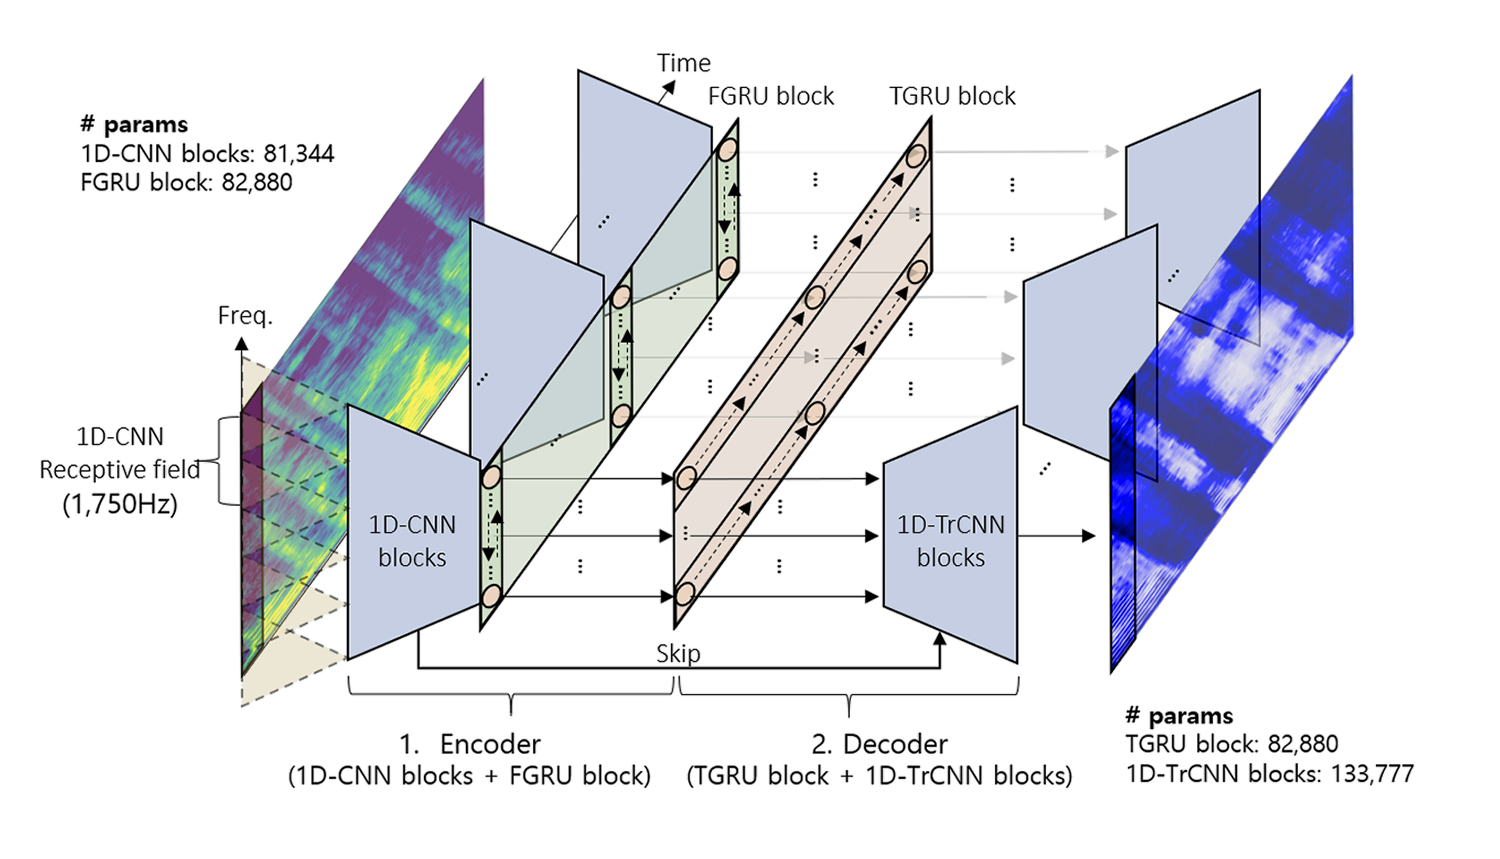 Time
FGRU block
TGRU block
# params
1D-CNN blocks: 81,344
FGRU block: 82,880
Freq.
1D-CNN
Receptive field
(1,750Hz)
1D-CNN
blocks
1D-TrCNN
blocks
Skip
1. Encoder
(1D-CNN blocks + FGRU block)
2. Decoder
(TGRU block + 1D-TrCNN blocks)
# params
TGRU block: 82,880
1D-TrCNN blocks: 133,777